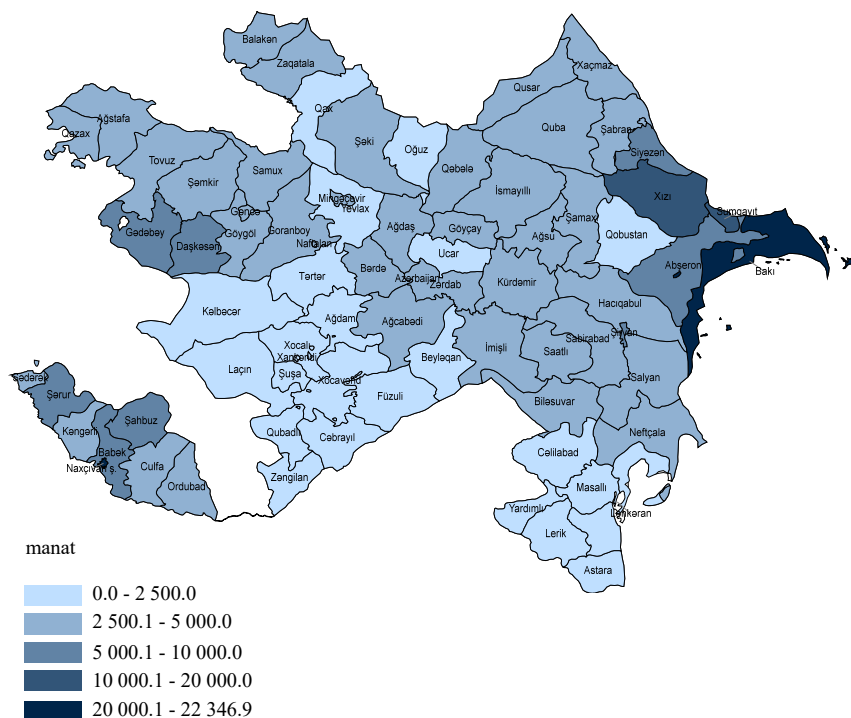 Balakən
Zaqatala
Qax
Şəki
Oğuz
Qəbələ
Qusar
Xaçmaz
Quba
Şabran
Siyəzən
Ağstafa
Qazax
Tovuz
Şəmkir
Samux
Gəncə
Göygöl
Goranboy
Naftalan
Gədəbəy
Daşkəsən
Mingəçevir
Yevlax
İsmayıllı
Şamaxı
Xızı
Sumqayıt
Ağdaş
Göyçay
Ağsu
Qobustan
Ucar
Abşeron
Bakı
Tərtər
Bərdə
Azerbaijan
Zərdab
Kürdəmir
Hacıqabul
Kəlbəcər
Ağdam
Ağcabədi
Xocalı
Xankəndi
Laçın
Şuşa
Xocavənd
Beyləqan
İmişli
Saatlı
Sabirabad
Şirvan
Salyan
Füzuli
Biləsuvar
Neftçala
Sədərək
Şərur
Kəngərli
Şahbuz
Babək
Naxçıvan ş.
Culfa
Ordubad
Qubadlı
Cəbrayıl
Zəngilan
Cəlilabad
Masallı
Yardımlı
Lənkəran
Lerik
Astara
manat
0.0 - 2 500.0
2 500.1 - 5 000.0
5 000.1 - 10 000.0
10 000.1 - 20 000.0
20 000.1 - 22 346.9